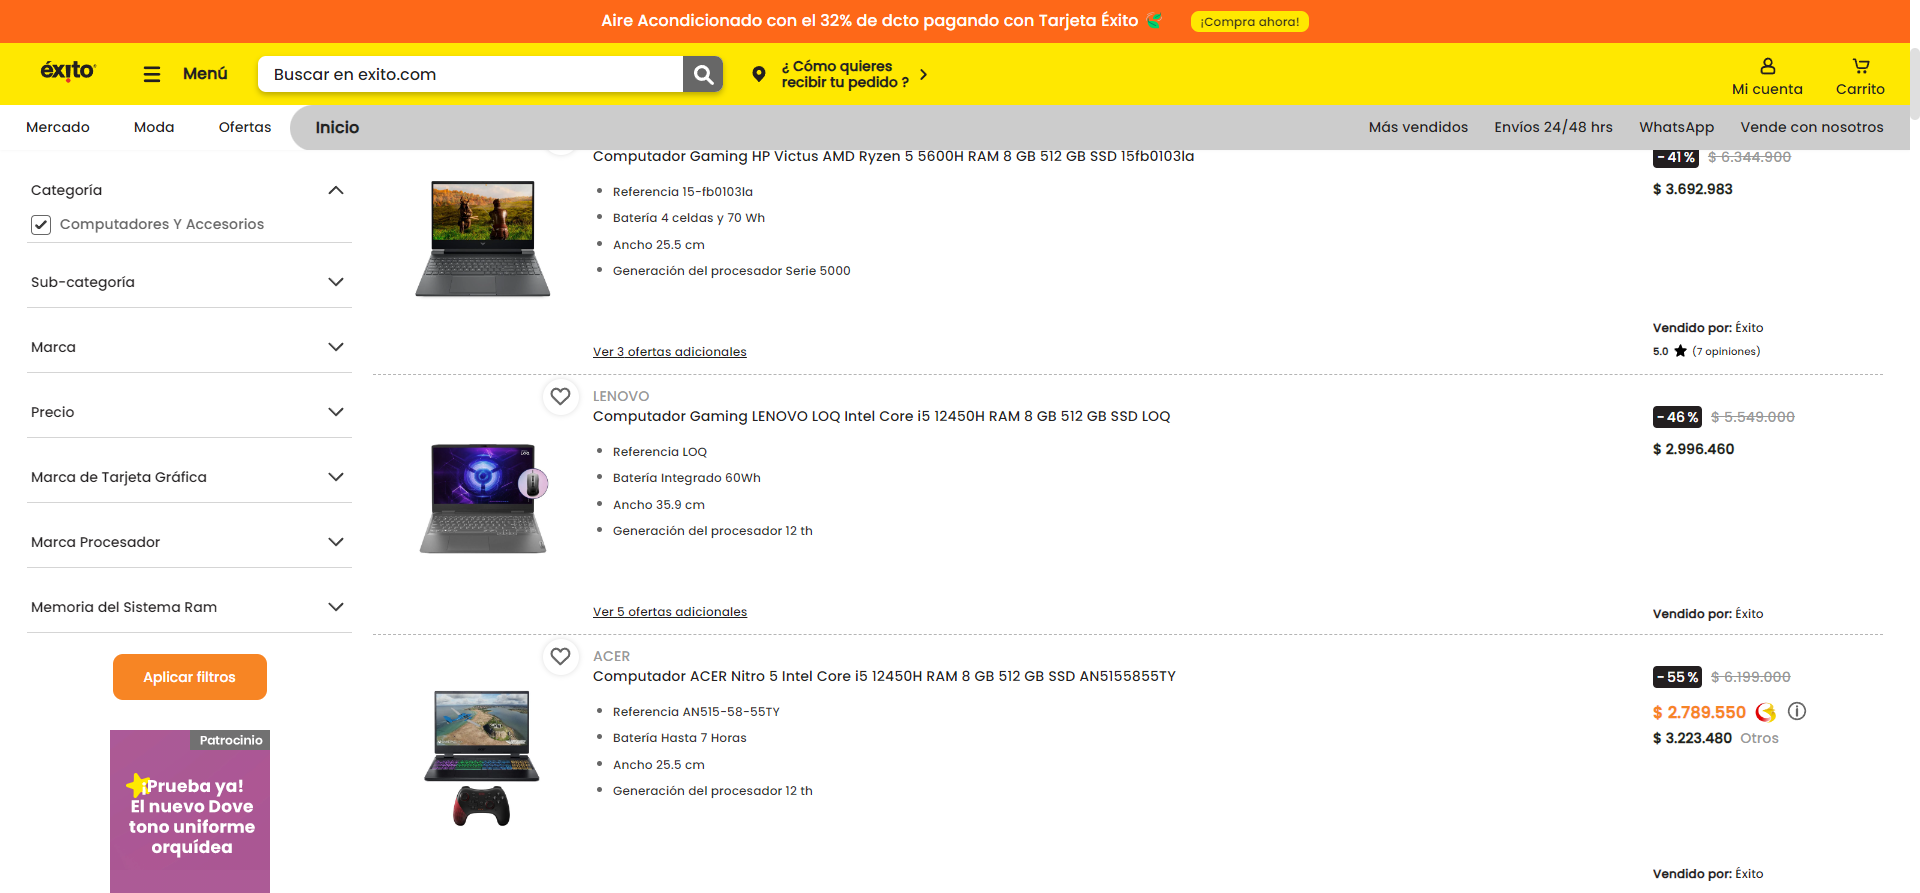 Aire Acondicionado con el 32% de dcto pagando con Tarjeta Éxito
¡Compra ahora!
éxito
Menú
Buscar en exito.com
¿ Cómo quieres
recibir tu pedido ?
Mi cuenta
Carrito
Mercado
Moda
Ofertas
Inicio
Más vendidos
Envíos 24/48 hrs
WhatsApp
Vende con nosotros
Categoría
Computadores Y Accesorios
Sub-categoría
Marca
Precio
Marca de Tarjeta Gráfica
Marca Procesador
Memoria del Sistema Ram
Aplicar filtros
Patrocinio
¡Prueba ya!
El nuevo Dove
tono uniforme
orquídea
Computador Gaming HP Victus AMD Ryzen 5 5600H RAM 8 GB 512 GB SSD 15fb0103la
Referencia 15-fb0103la
Batería 4 celdas y 70 Wh
Ancho 25.5 cm
Generación del procesador Serie 5000
Ver 3 ofertas adicionales
-41% $ 6.344.900
$ 3.692.983
Vendido por: Éxito
5.0 (7 opiniones)
LENOVO
Computador Gaming LENOVO LOQ Intel Core i5 12450H RAM 8 GB 512 GB SSD LOQ
Referencia LOQ
Batería Integrado 60Wh
Ancho 35.9 cm
Generación del procesador 12 th
Ver 5 ofertas adicionales
-46% $ 5.549.000
$ 2.996.460
Vendido por: Éxito
ACER
Computador ACER Nitro 5 Intel Core i5 12450H RAM 8 GB 512 GB SSD AN5155855TY
Referencia AN515-58-55TY
Batería Hasta 7 Horas
Ancho 25.5 cm
Generación del procesador 12 th
-55% $ 6.199.000
$ 2.789.550
$ 3.223.480 Otros
Vendido por: Éxito